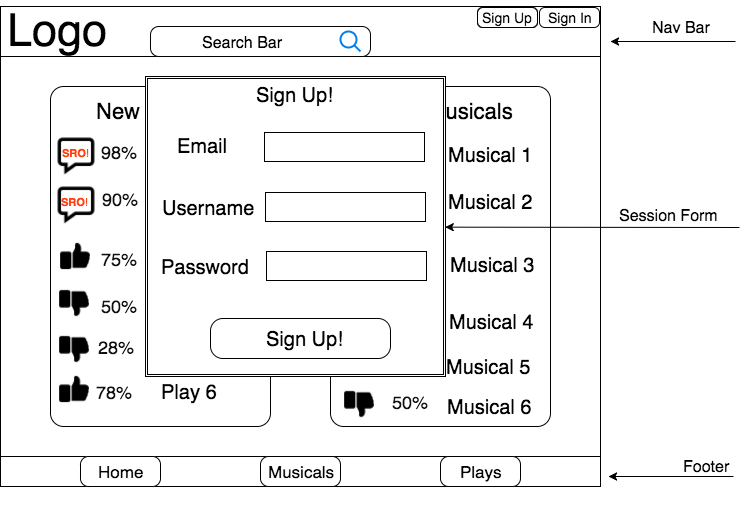 Logo
Search Bar
Sign Up
Sign In
Nav Bar
New
usicals
Sign Up!
Email
Username
Password
Sign Up!
SRO! 98%
SRO! 90%
75%
50%
28%
78% Play 6
Musical 1
Musical 2
Musical 3
Musical 4
Musical 5
50% Musical 6
Session Form
Home
Musicals
Plays
Footer